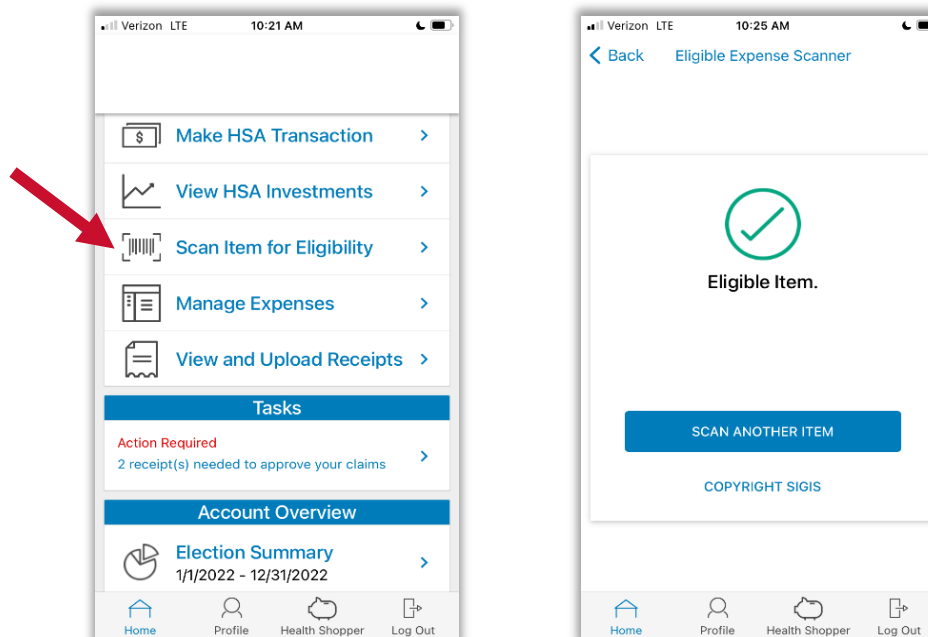 Verizon LTE 10:21 AM
$
Make HSA Transaction
View HSA Investments
Scan Item for Eligibility
Manage Expenses
View and Upload Receipts
Tasks
Action Required
2 receipt(s) needed to approve your claims
Account Overview
Election Summary
1/1/2022 - 12/31/2022
Home Profile Health Shopper Log Out
Verizon LTE 10:25 AM
Back Eligible Expense Scanner
Eligible Item.
SCAN ANOTHER ITEM
COPYRIGHT SIGIS
Home Profile Health Shopper Log Out